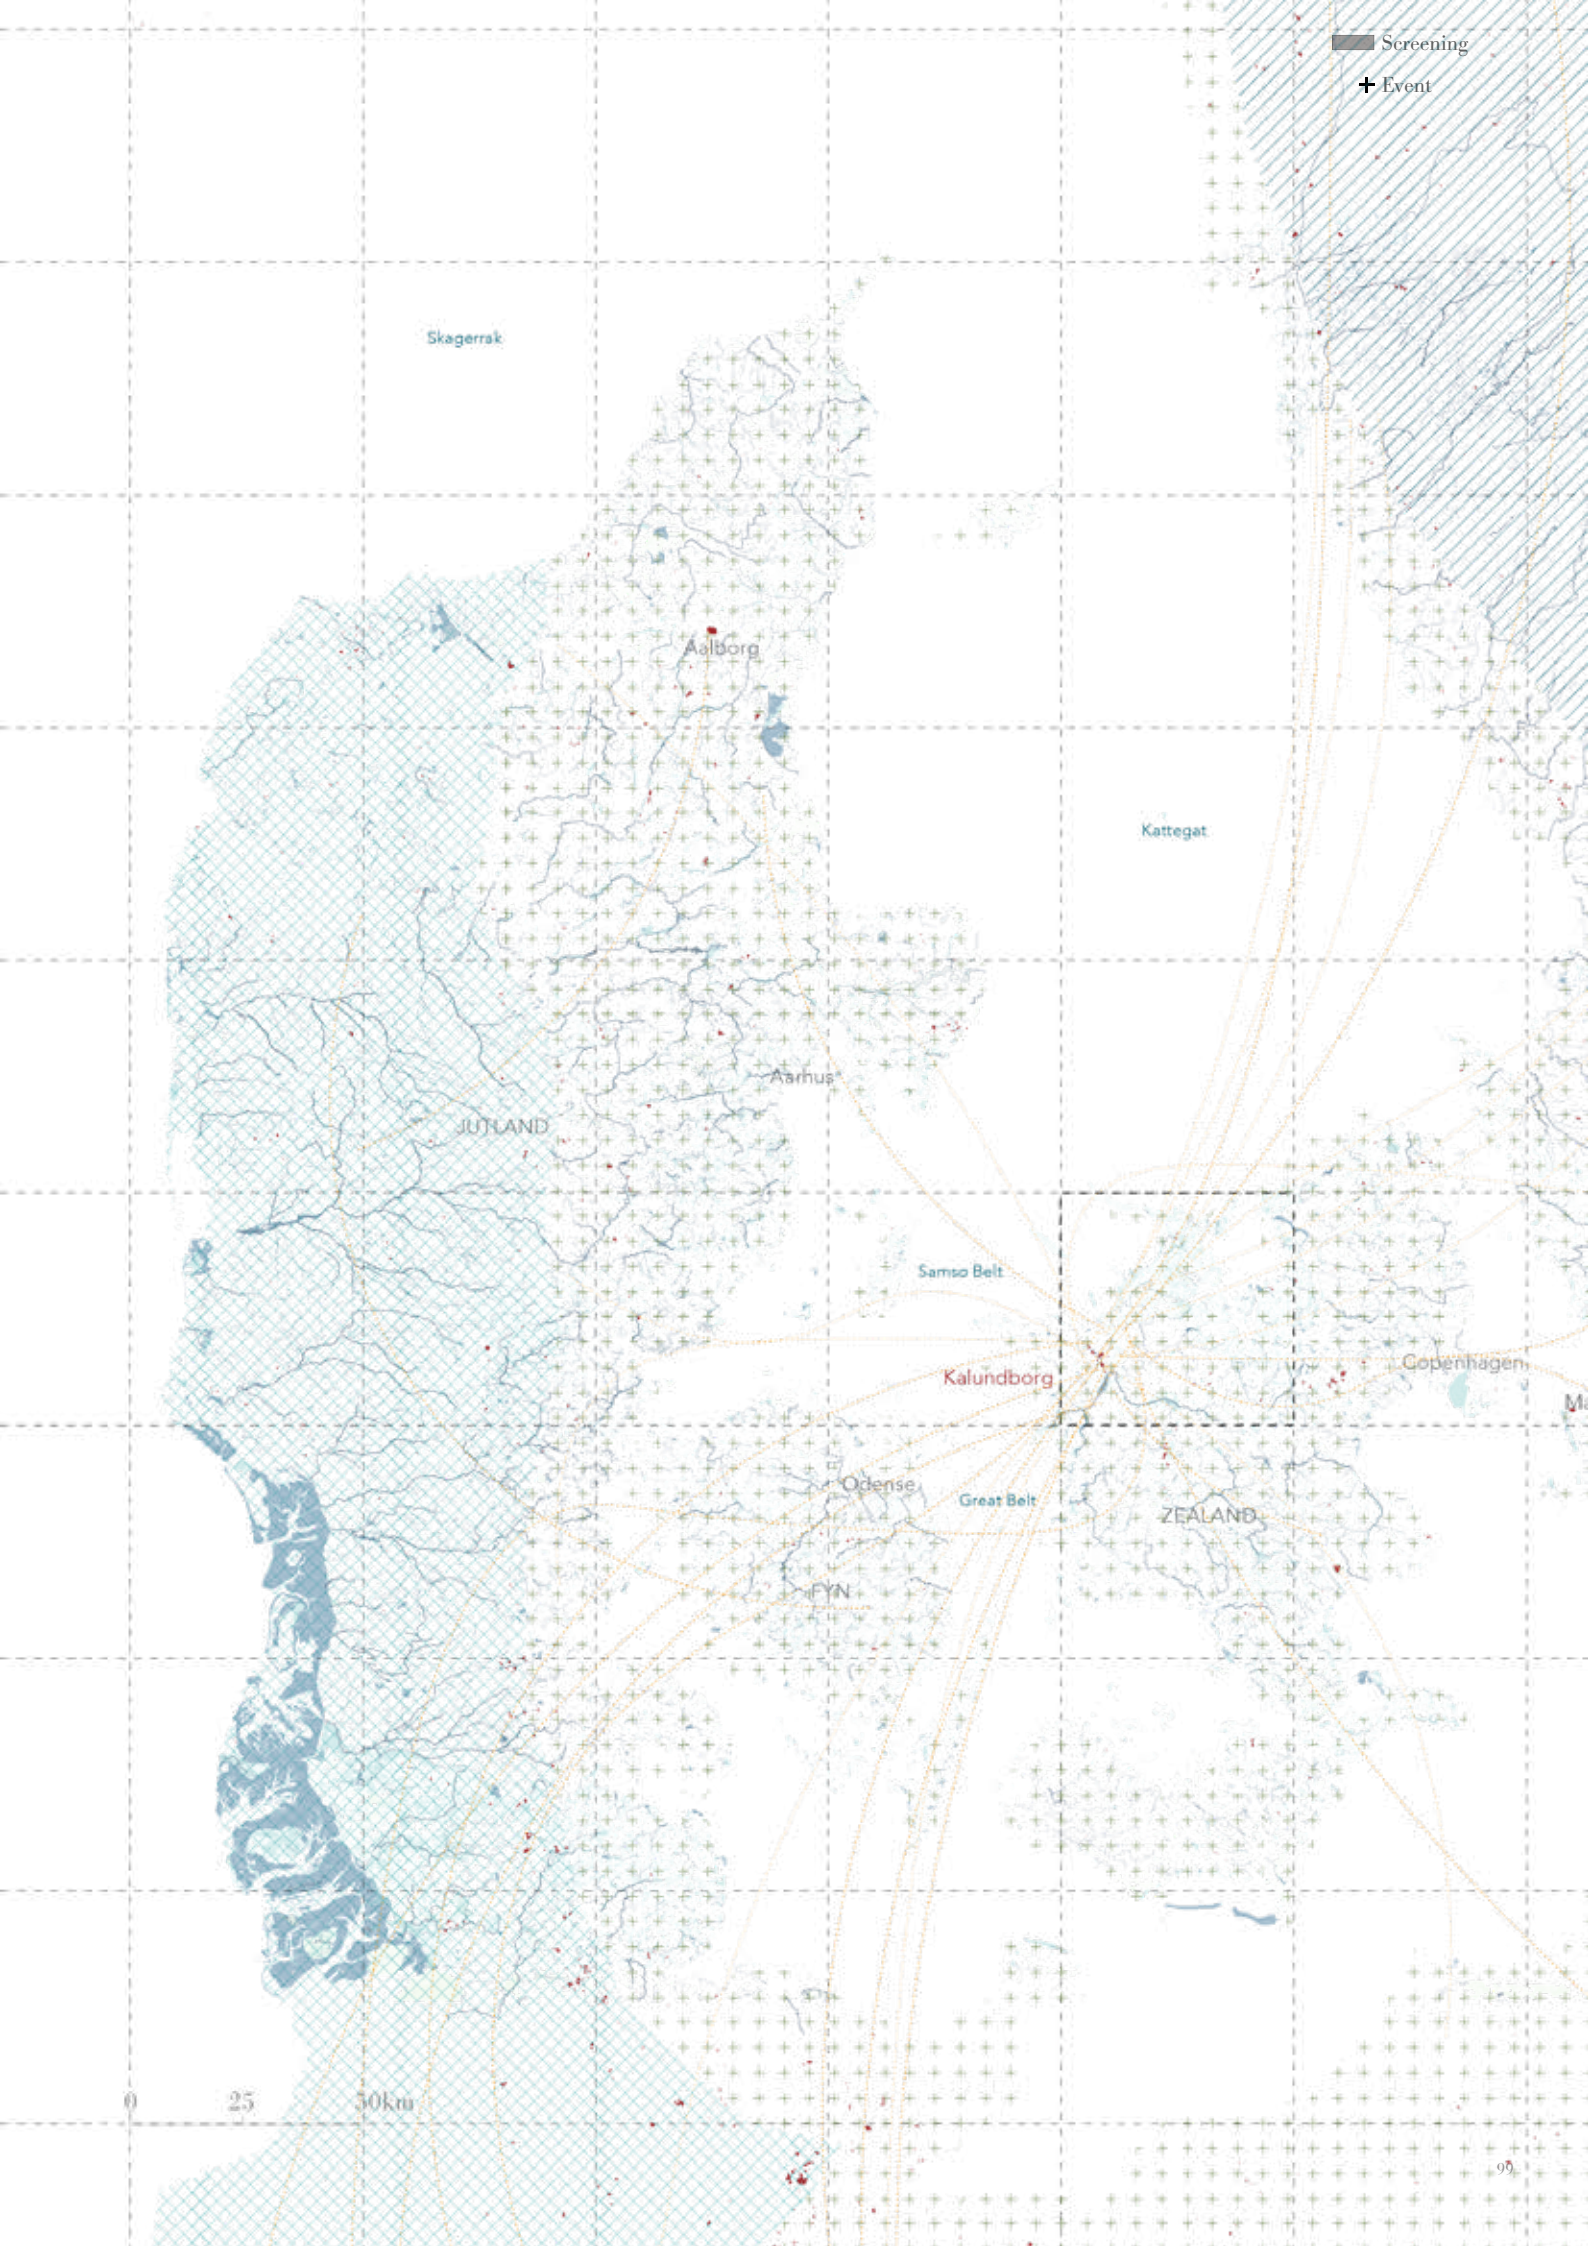 Screening
Event
Skagerrak
Aalborg
Kattegat
Aarhus
JUTLAND
Samsø Belt
Copenhagen
Kalundborg
Odense
Great Belt
ZEALAND
FYN
0 25 50km
99